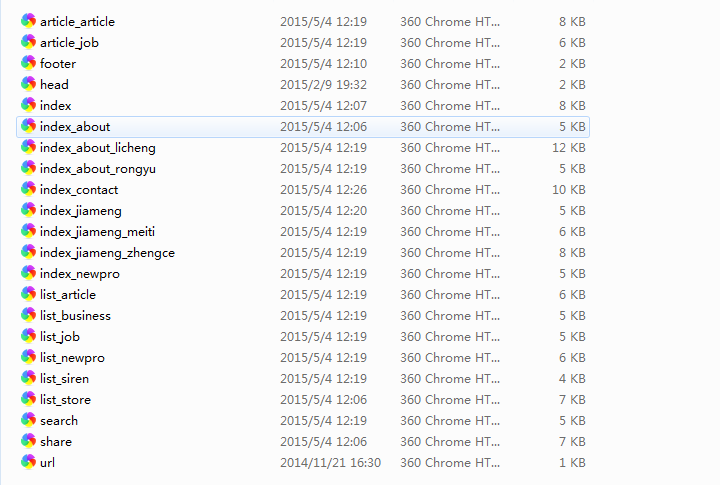 article_article 2015/5/4 12:19 360 Chrome HT... 8 KB
article_job 2015/5/4 12:19 360 Chrome HT... 6 KB
footer 2015/5/4 12:10 360 Chrome HT... 2 KB
head 2015/2/9 19:32 360 Chrome HT... 2 KB
index 2015/5/4 12:07 360 Chrome HT... 8 KB
index_about 2015/5/4 12:06 360 Chrome HT... 5 KB
index_about_licheng 2015/5/4 12:19 360 Chrome HT... 12 KB
index_about_rongyu 2015/5/4 12:19 360 Chrome HT... 5 KB
index_contact 2015/5/4 12:26 360 Chrome HT... 10 KB
index_jiameng 2015/5/4 12:20 360 Chrome HT... 5 KB
index_jiameng_meiti 2015/5/4 12:19 360 Chrome HT... 6 KB
index_jiameng_zhengce 2015/5/4 12:19 360 Chrome HT... 8 KB
index_newpro 2015/5/4 12:19 360 Chrome HT... 5 KB
list_article 2015/5/4 12:19 360 Chrome HT... 6 KB
list_business 2015/5/4 12:19 360 Chrome HT... 5 KB
list_job 2015/5/4 12:19 360 Chrome HT... 5 KB
list_newpro 2015/5/4 12:19 360 Chrome HT... 6 KB
list_siren 2015/5/4 12:19 360 Chrome HT... 4 KB
list_store 2015/5/4 12:06 360 Chrome HT... 7 KB
search 2015/5/4 12:19 360 Chrome HT... 5 KB
share 2015/5/4 12:06 360 Chrome HT... 7 KB
url 2014/11/21 16:30 360 Chrome HT... 1 KB